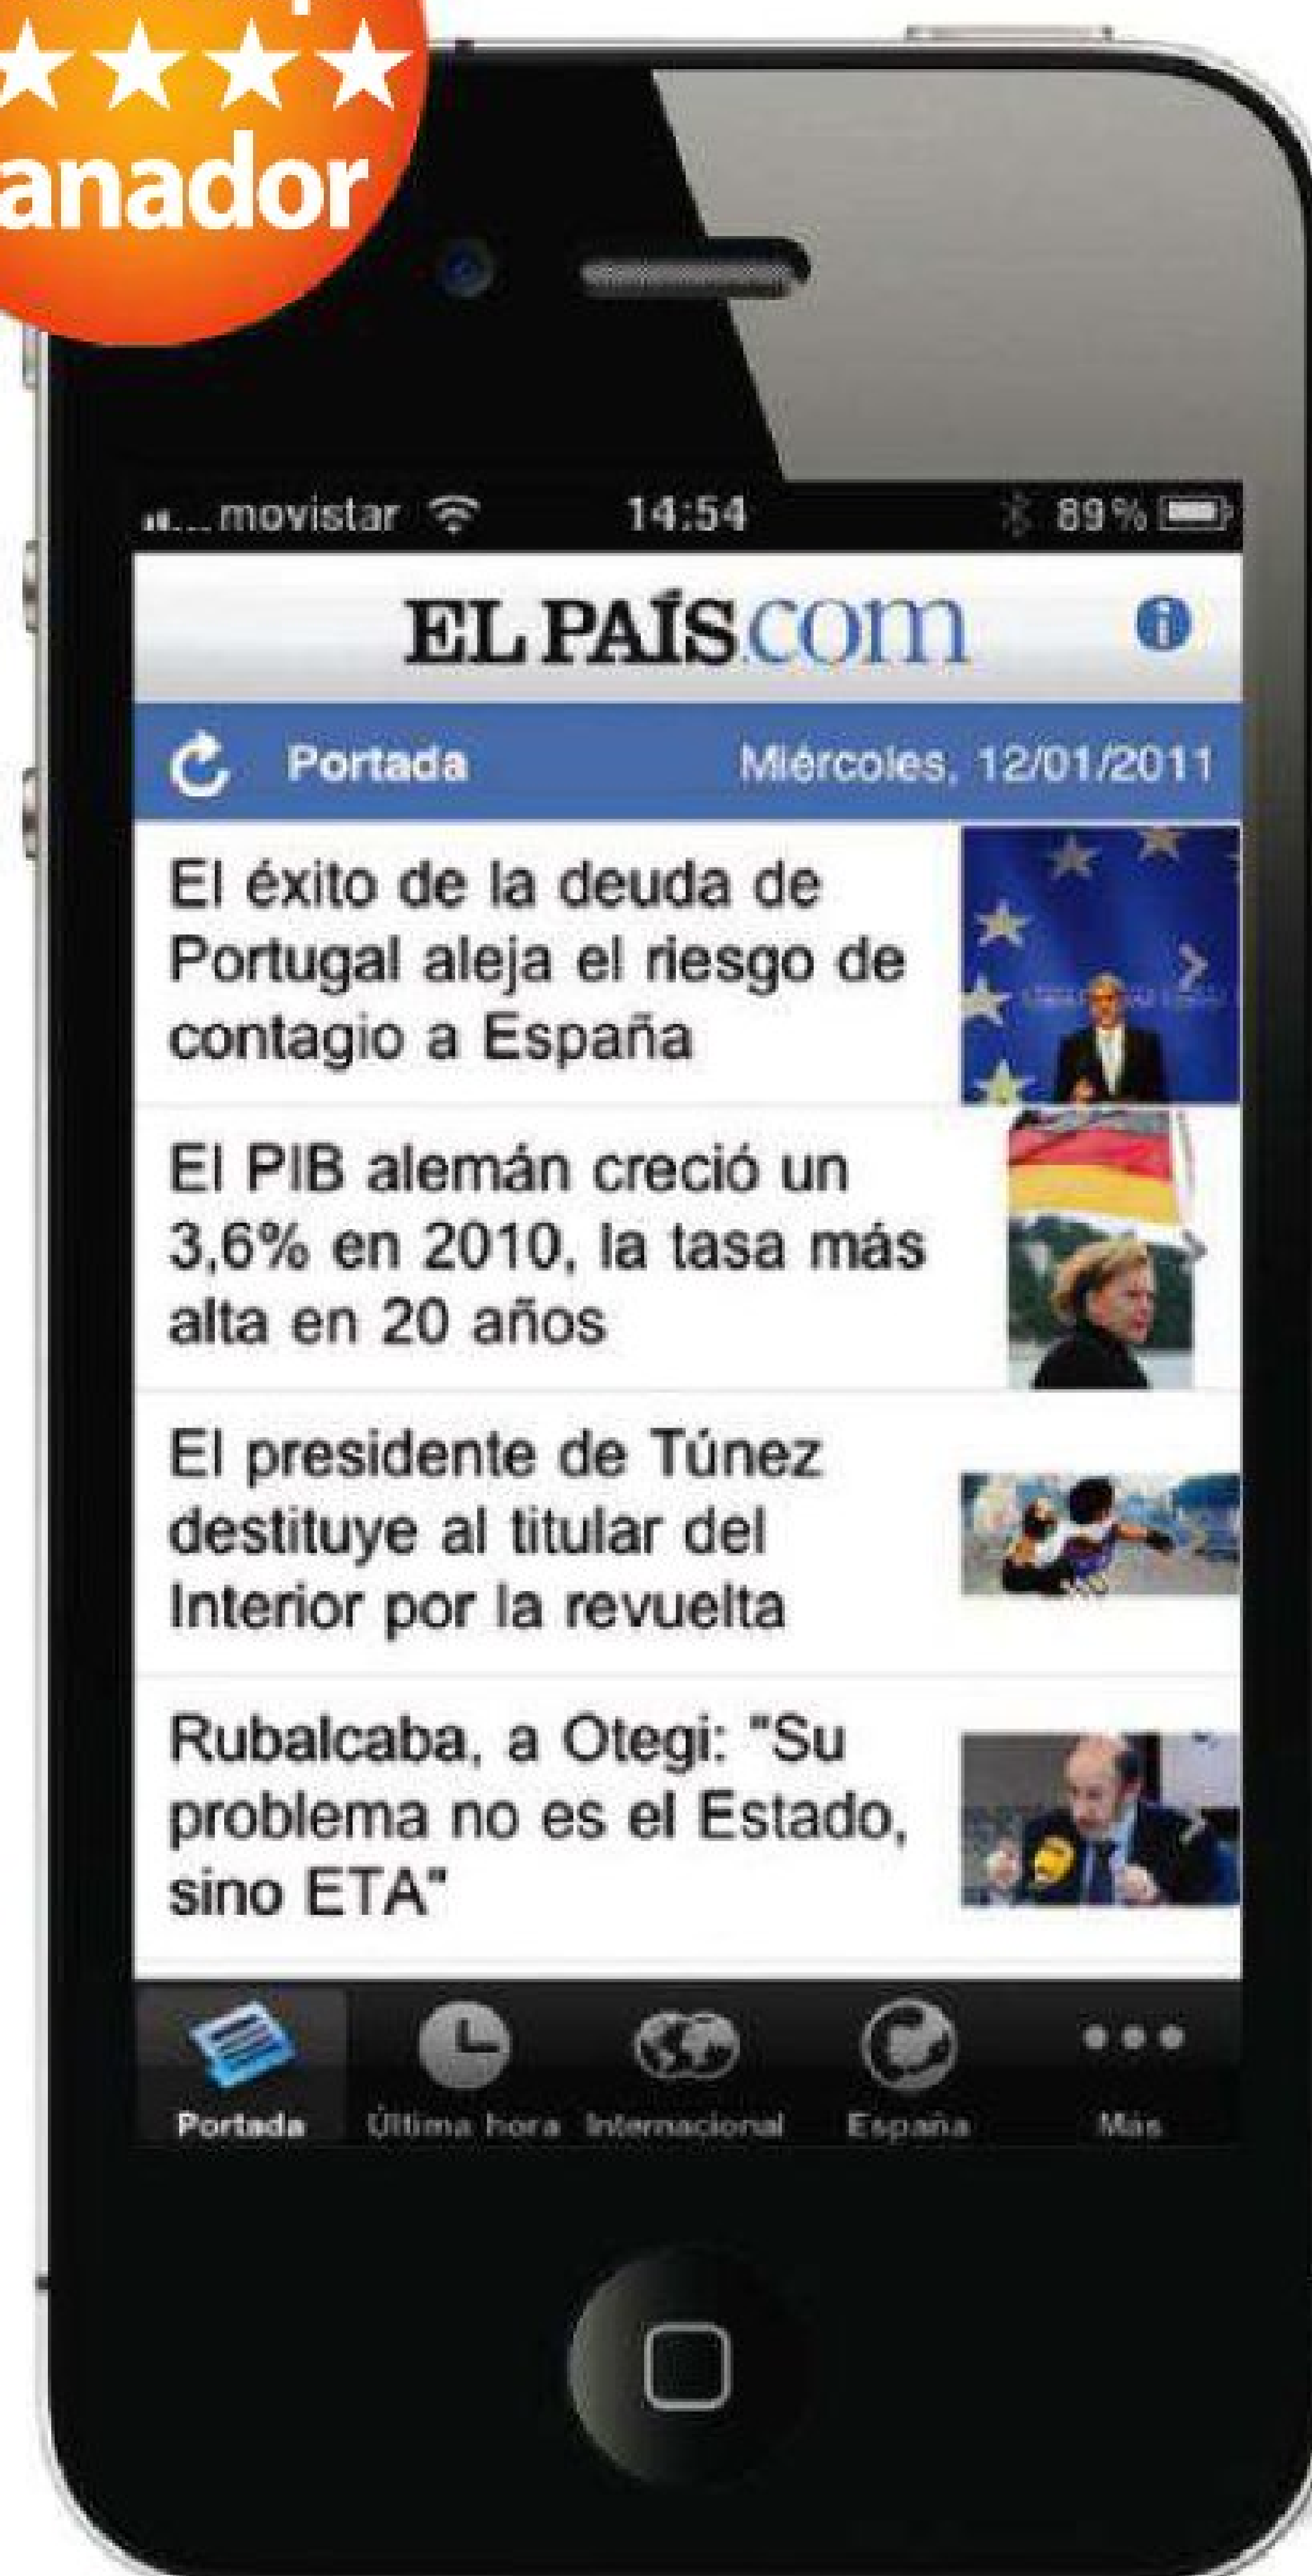 anador
movistar 14:54 89%
EL PAÍS.com
Portada Miércoles, 12/01/2011
El éxito de la deuda de
Portugal aleja el riesgo de
contagio a España
El PIB alemán creció un
3,6% en 2010, la tasa más
alta en 20 años
El presidente de Túnez
destituye al titular del
Interior por la revuelta
Rubalcaba, a Otegi: "Su
problema no es el Estado,
sino ETA"
Portada Última hora Internacional España Más